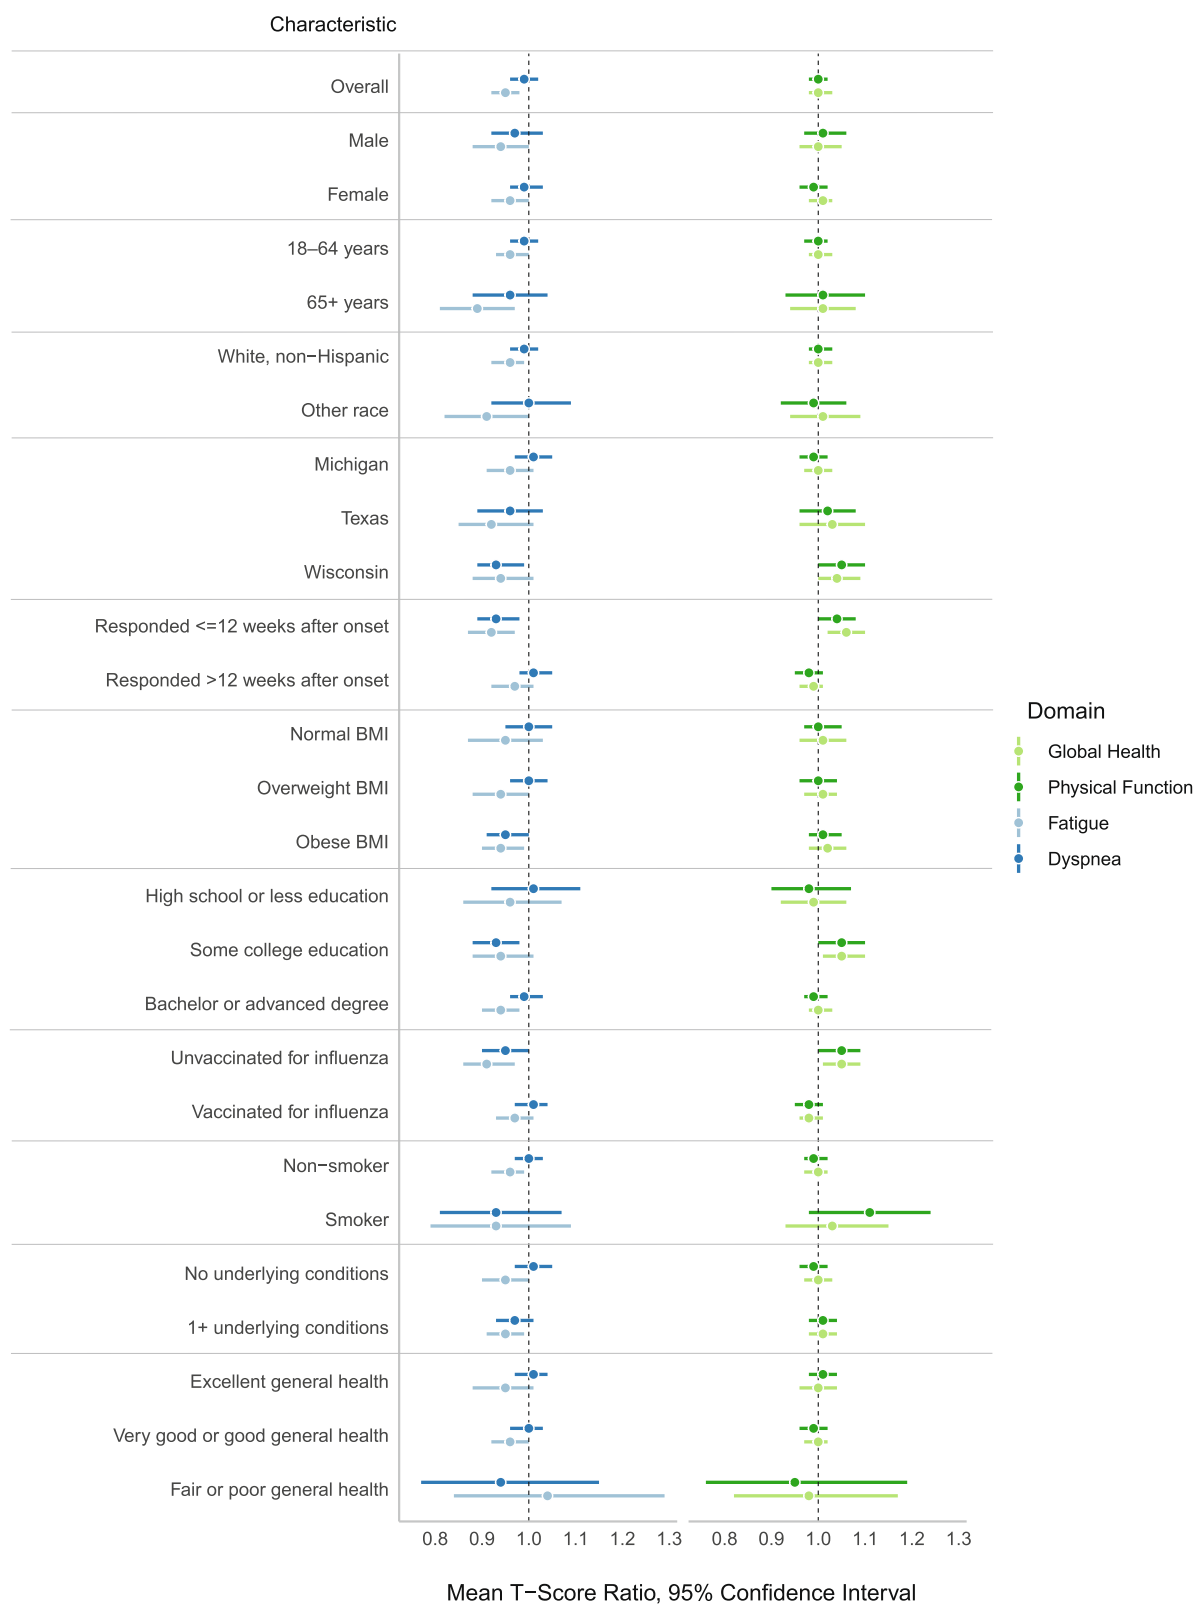 Characteristic
Overall
Male
Female
18–64 years
65+ years
White, non−Hispanic
Other race
Michigan
Texas
Wisconsin
Responded <=12 weeks after onset
Responded >12 weeks after onset
Normal BMI
Overweight BMI
Obese BMI
High school or less education
Some college education
Bachelor or advanced degree
Unvaccinated for influenza
Vaccinated for influenza
Non−smoker
Smoker
No underlying conditions
1+ underlying conditions
Excellent general health
Very good or good general health
Fair or poor general health
0.8 0.9 1.0 1.1 1.2 1.3 0.8 0.9 1.0 1.1 1.2 1.3
Mean T−Score Ratio, 95% Confidence Interval
Domain
Global Health
Physical Function
Fatigue
Dyspnea